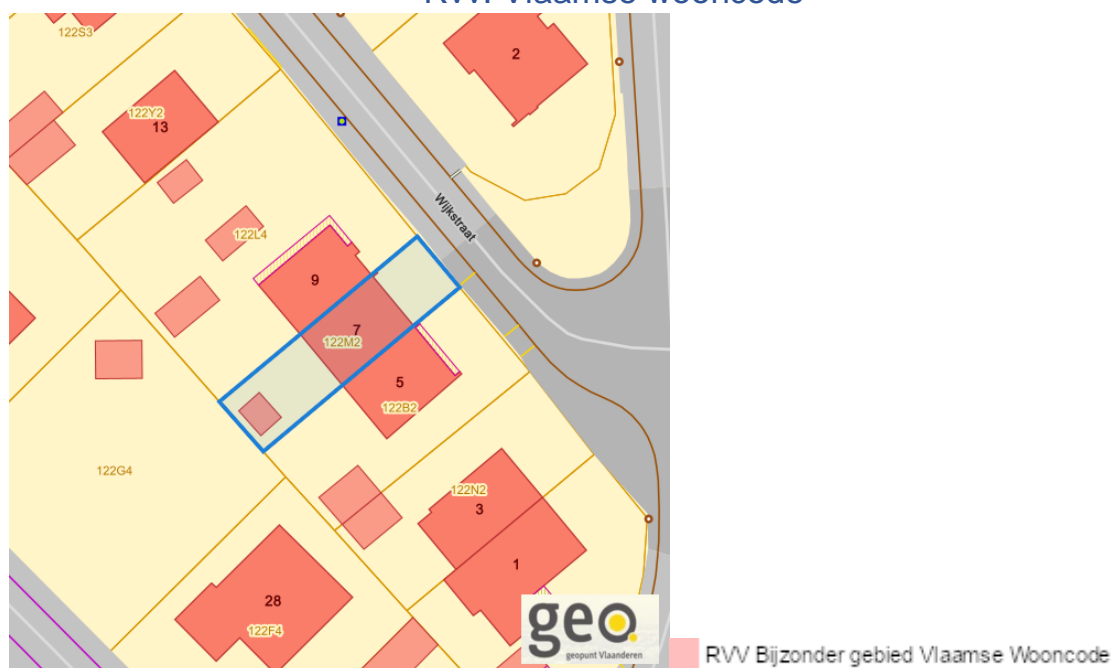 RVV: Vlaamse Wooncode
122S3
2
122Y2
13
122L4
Wijkstraat
9
7
122M2
5
122B2
122G4
122N2
3
1
28
122F4
geo
geopunt Vlaanderen
RVV Bijzonder gebied Vlaamse Wooncode